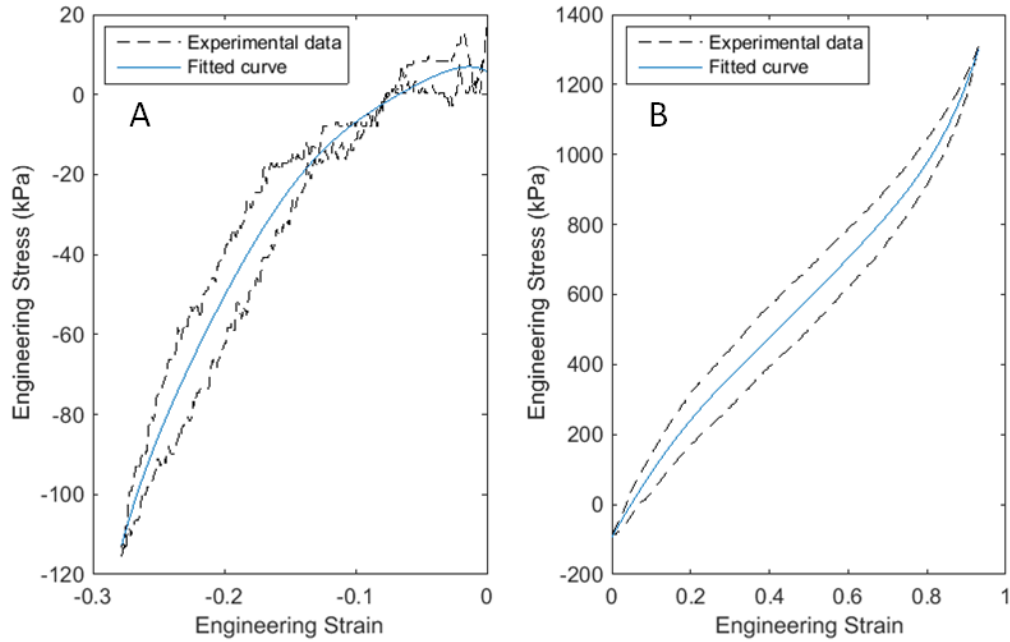 20
0
-20
-40
-60
-80
-100
-120
Engineering Stress (kPa)
Experimental data
Fitted curve
A
-0.3
-0.2
-0.1
0
Engineering Strain
1400
1200
1000
800
600
400
200
0
-200
Engineering Stress (kPa)
Experimental data
Fitted curve
B
0
0.2
0.4
0.6
0.8
1
Engineering Strain